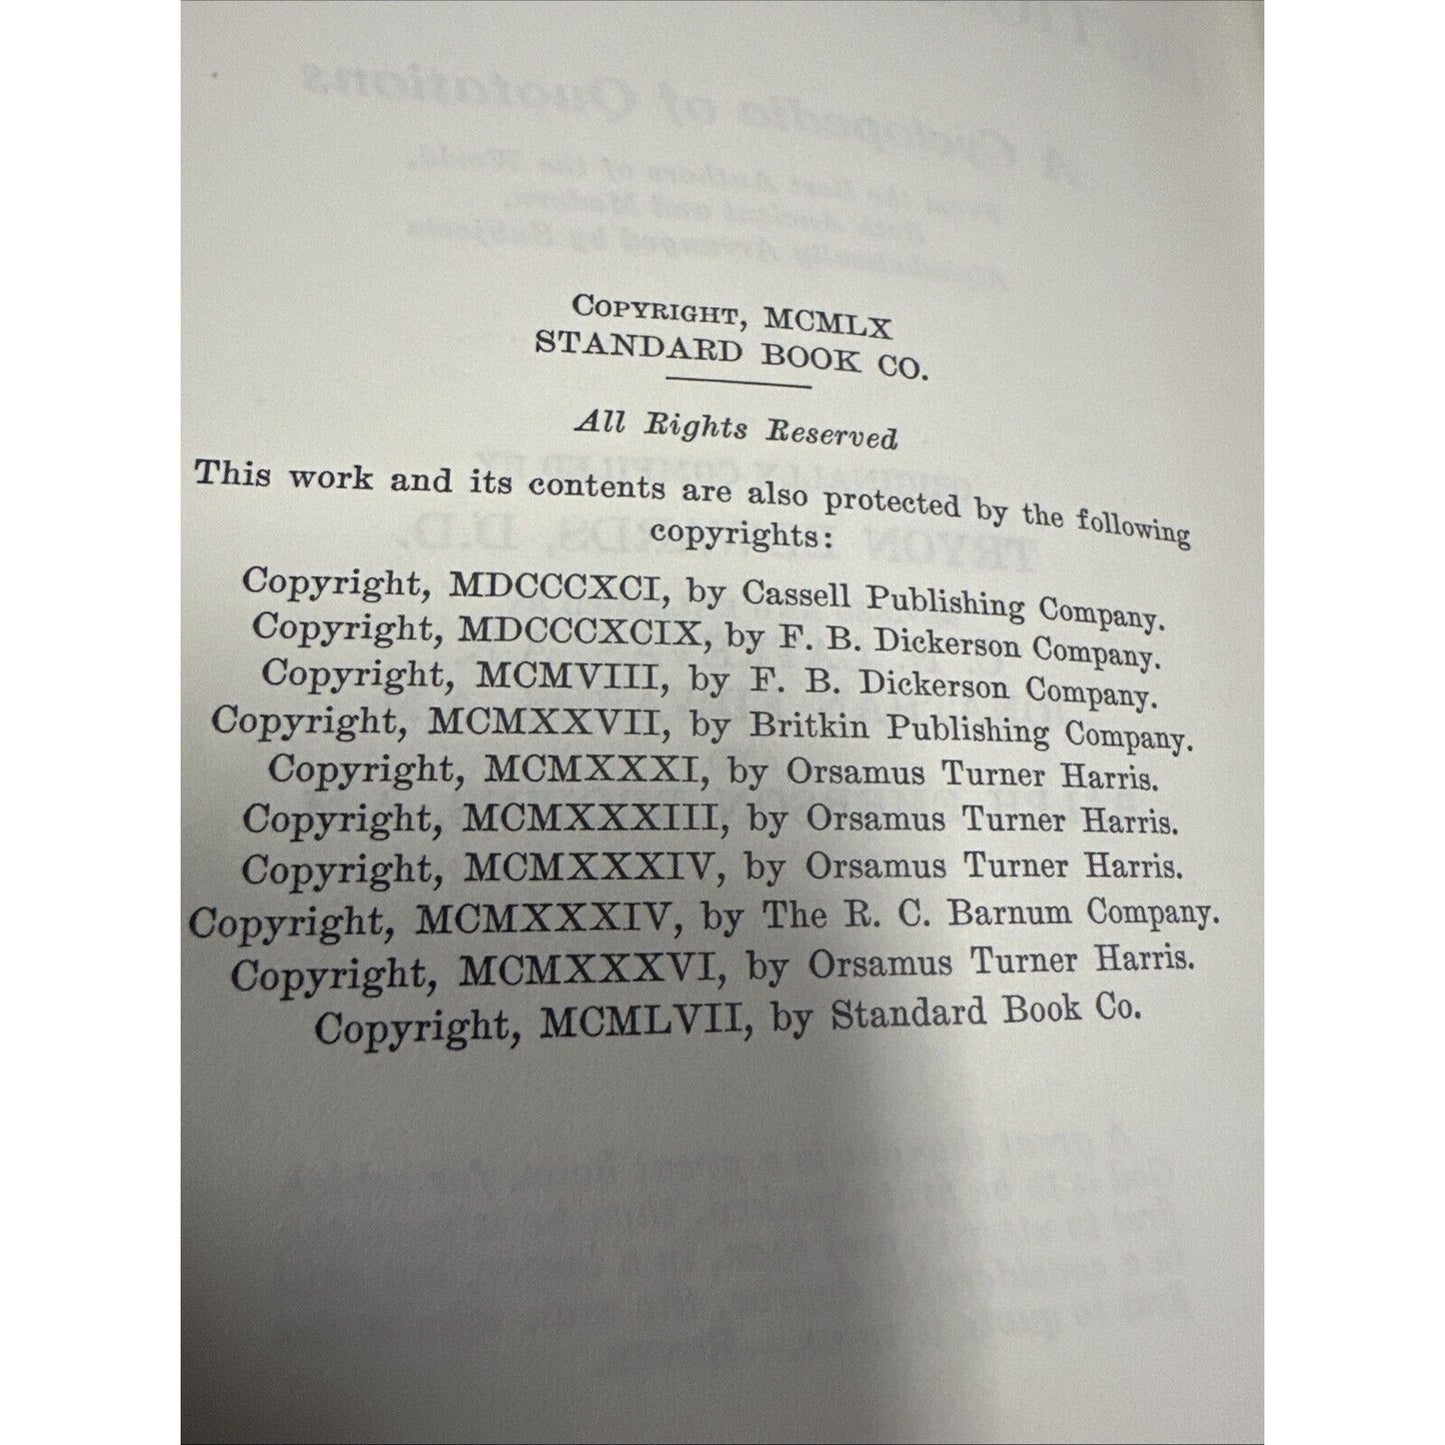 COPYRIGHT, MCMLX
STANDARD BOOK CO.
All Rights Reserved
This work and its contents are also protected by the following
copyrights:
Copyright, MDCCCXCI, by Cassell Publishing Company.
Copyright, MDCCCXCIX, by F. B. Dickerson Company.
Copyright, MCMVIII, by F. B. Dickerson Company.
Copyright, MCMXXVII, by Britkin Publishing Company.
Copyright, MCMXXXI, by Orsamus Turner Harris.
Copyright, MCMXXXIII, by Orsamus Turner Harris.
Copyright, MCMXXXIV, by Orsamus Turner Harris.
Copyright, MCMXXXIV, by The R. C. Barnum Company.
Copyright, MCMXXXVI, by Orsamus Turner Harris.
Copyright, MCMLVII, by Standard Book Co.